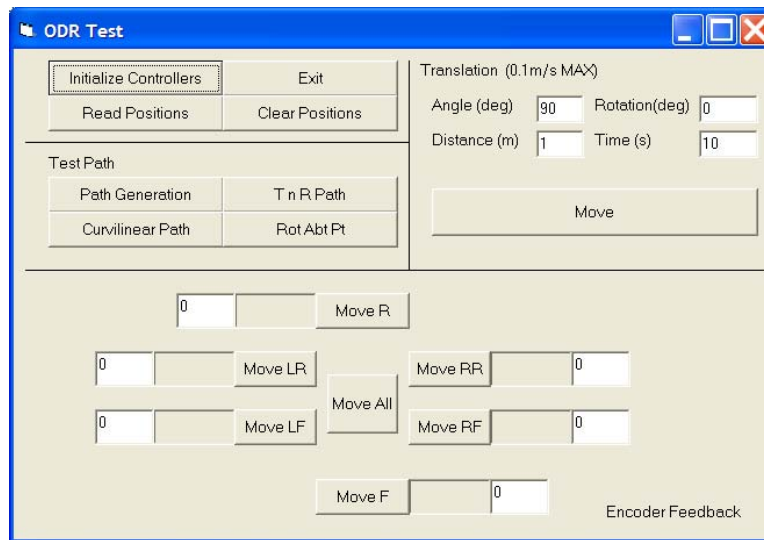 ODR Test
Initialize Controllers Exit
Read Positions Clear Positions
Translation (0.1m/s MAX)
Angle (deg) 90 Rotation(deg) 0
Distance (m) 1 Time (s) 10
Move
Test Path
Path Generation T n R Path
Curvilinear Path Rot Abt Pt
0 Move R
0 Move LR Move RR 0
Move All
0 Move LF Move RF 0
Move F 0
Encoder Feedback